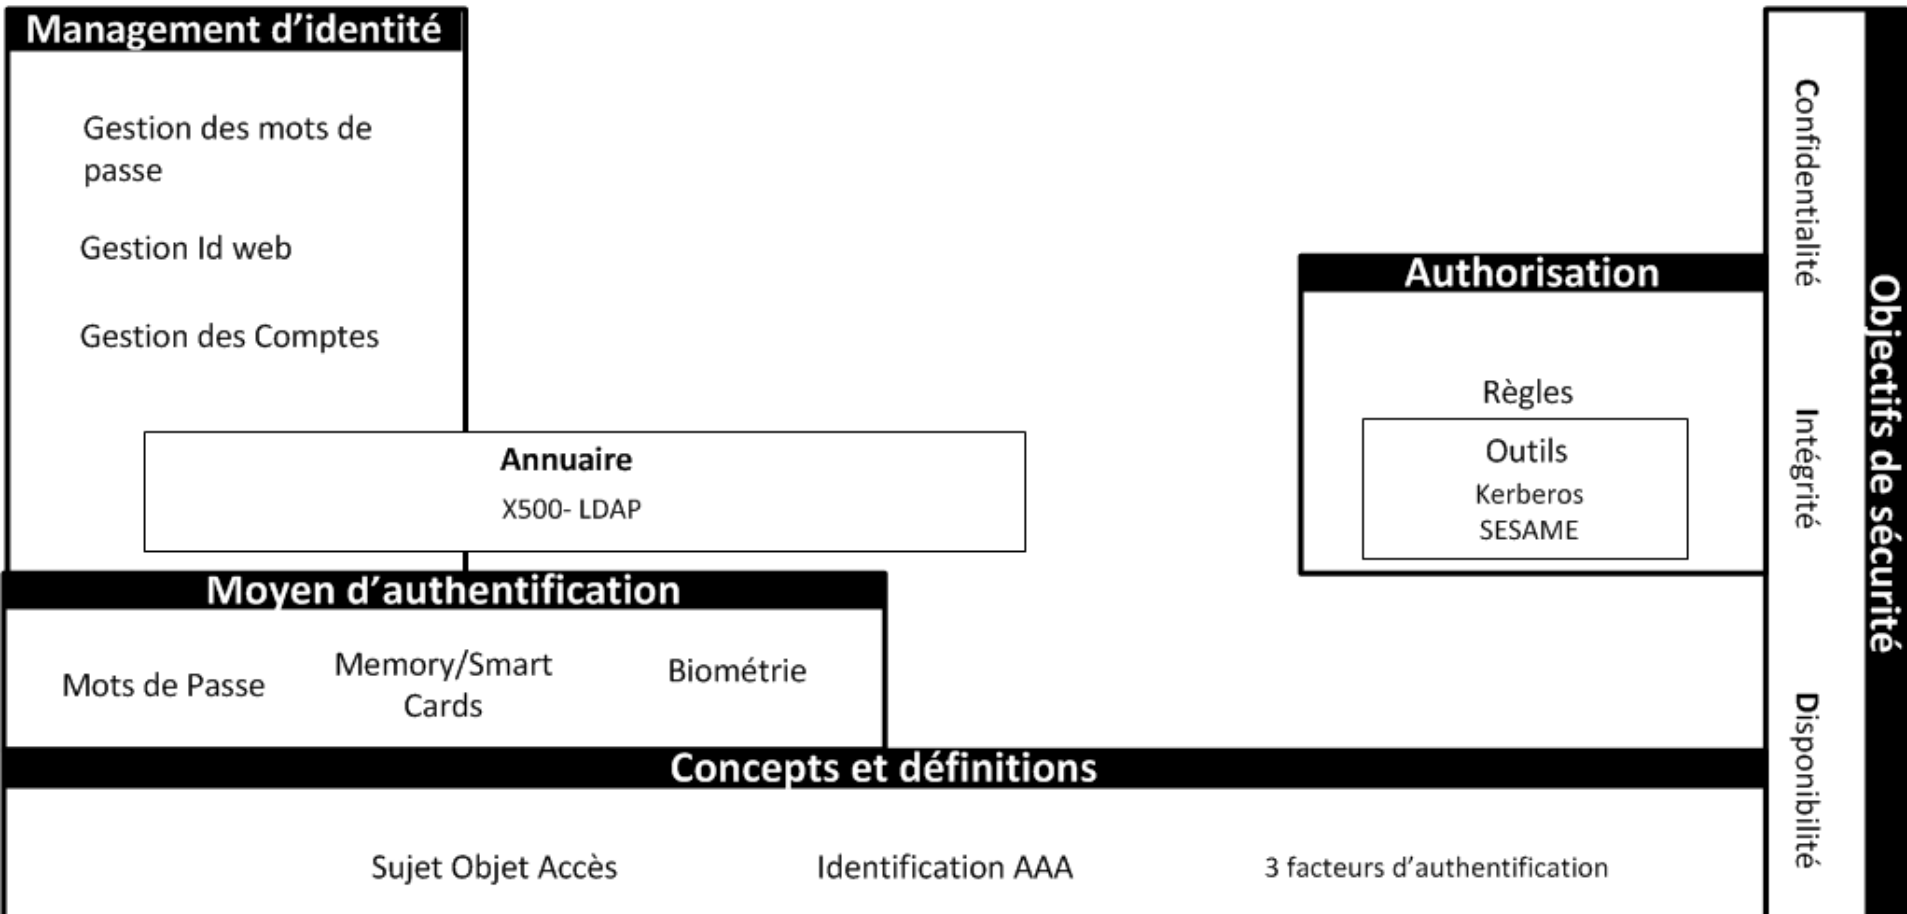 Management d’identité
Gestion des mots de
passe
Gestion Id web
Gestion des Comptes
Annuaire
X500- LDAP
Moyen d’authentification
Mots de Passe
Memory/Smart
Cards
Biométrie
Authorisation
Règles
Outils
Kerberos
SESAME
Concepts et définitions
Sujet Objet Accès
Identification AAA
3 facteurs d’authentification
Confidentialité
Intégrité
Disponibilité
Objectifs de sécurité